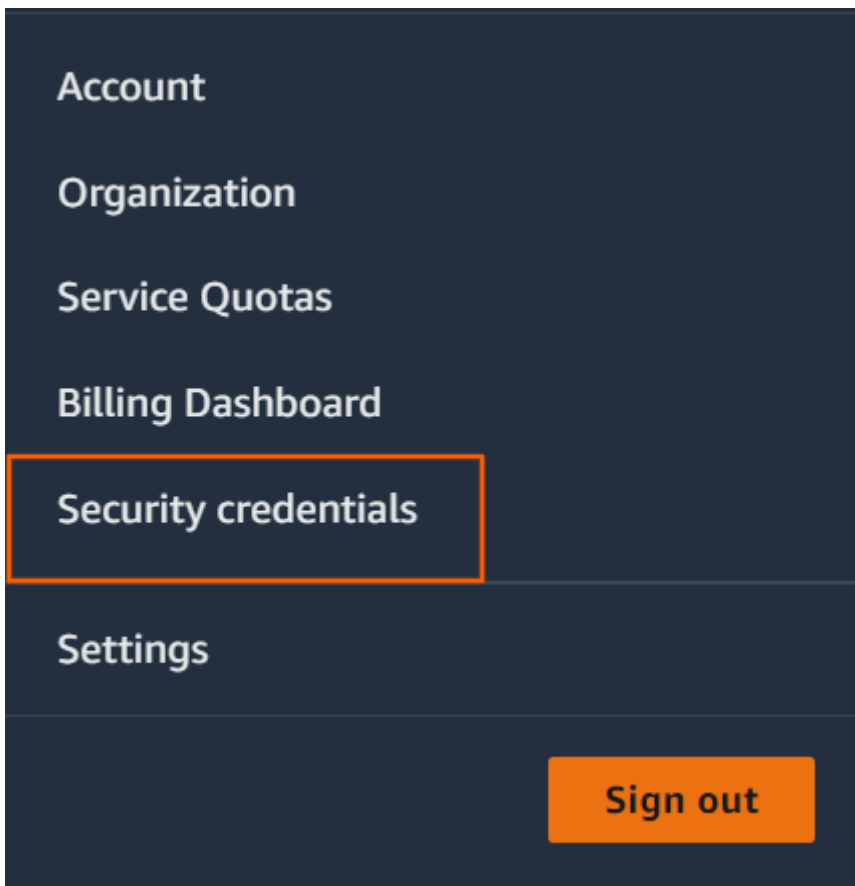 Account
Organization
Service Quotas
Billing Dashboard
Security credentials
Settings
Sign out